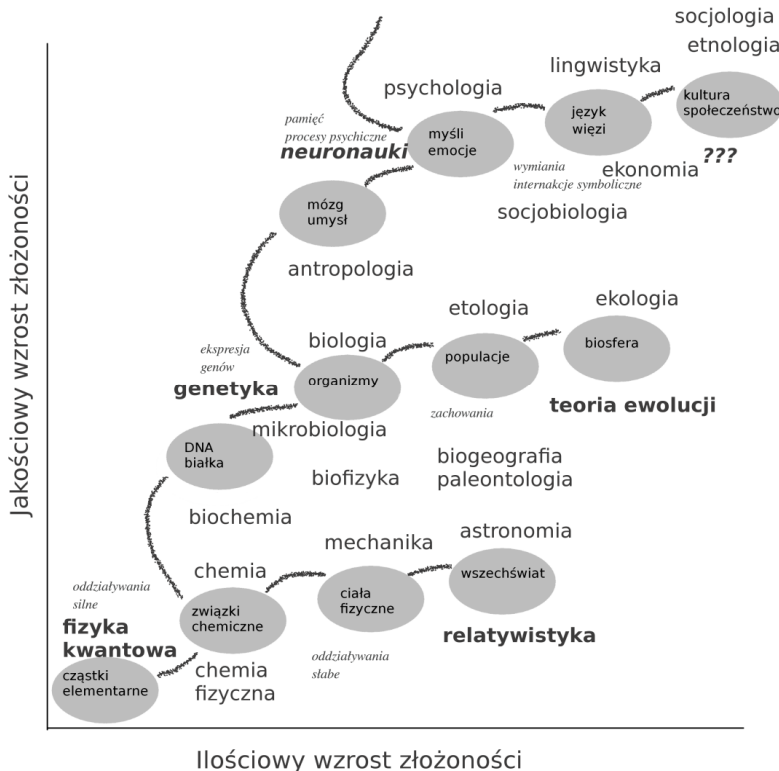 socjologia
etnologia
lingwistyka
psychologia
kultura
społeczeństwo
język
więzi
pamięć
procesy psychiczne
neuronauki
myśli
emocje
???
ekonomia
wymiania
internakcje symboliczne
socjobiologia
mózg
umysł
antropologia
ekologia
etologia
biologia
biosfera
populacje
ekspresja
genów
genetyka
organizmy
teoria ewolucji
zachowania
mikrobiologia
DNA
białka
biofizyka
biogeografia
paleontologia
biochemia
astronomia
mechanika
chemia
wszechświat
oddziaływania
silne
ciała
fizyczne
związki
chemiczne
fizyka
kwantowa
relatywistyka
oddziaływania
słabe
chemia
fizyczna
cząstki
elementarne
Jakościowy wzrost złożoności
Ilościowy wzrost złożoności